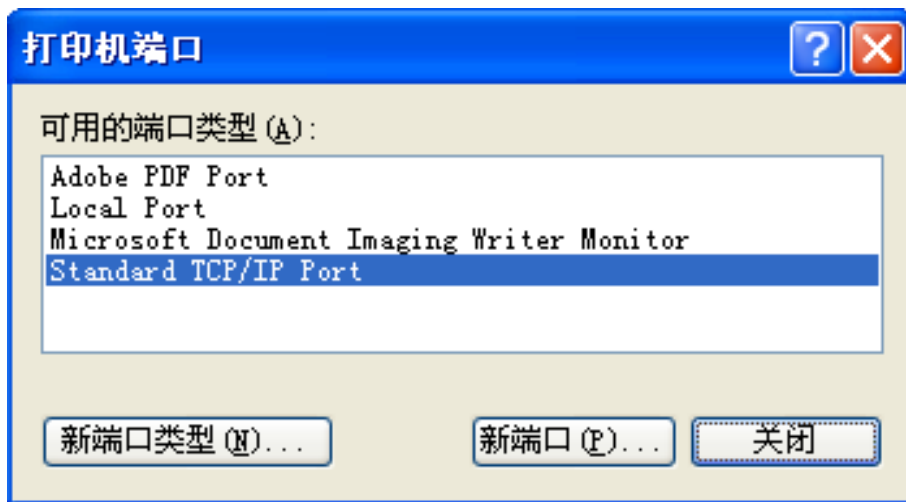 打印机端口
可用的端口类型(A):
Adobe PDF Port
Local Port
Microsoft Document Imaging Writer Monitor
Standard TCP/IP Port
新端口类型(N)... 新端口(P)... 关闭